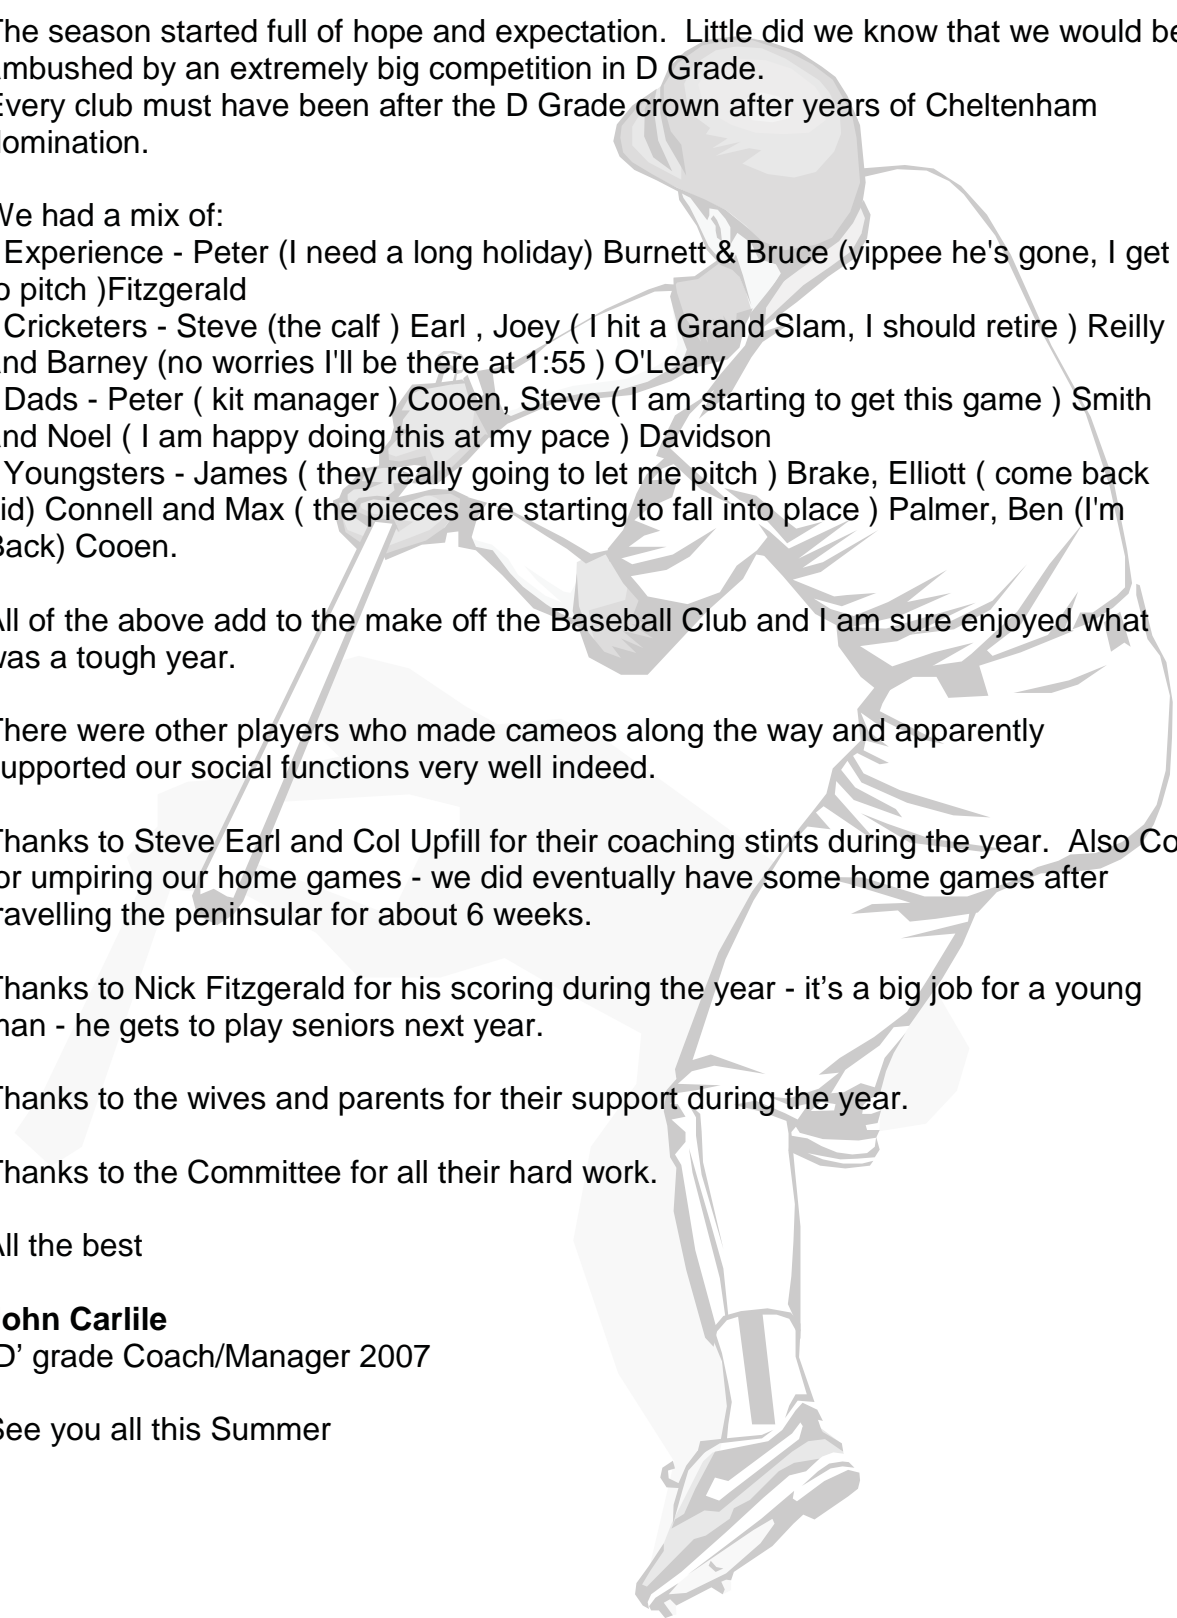 The season started full of hope and expectation.  Little did we know that we would be
ambushed by an extremely big competition in D Grade.
Every club must have been after the D Grade crown after years of Cheltenham
domination.
We had a mix of:
Experience - Peter (I need a long holiday) Burnett & Bruce (yippee he's gone, I get
to pitch )Fitzgerald
Cricketers - Steve (the calf ) Earl , Joey ( I hit a Grand Slam, I should retire ) Reilly
and Barney (no worries I'll be there at 1:55 ) O'Leary
Dads - Peter ( kit manager ) Cooen, Steve ( I am starting to get this game ) Smith
and Noel ( I am happy doing this at my pace ) Davidson
Youngsters - James ( they really going to let me pitch ) Brake, Elliott ( come back
kid) Connell and Max ( the pieces are starting to fall into place ) Palmer, Ben (I'm
Back) Cooen.
All of the above add to the make off the Baseball Club and I am sure enjoyed what
was a tough year.
There were other players who made cameos along the way and apparently
supported our social functions very well indeed.
Thanks to Steve Earl and Col Upfill for their coaching stints during the year.  Also Col
for umpiring our home games - we did eventually have some home games after
travelling the peninsular for about 6 weeks.
Thanks to Nick Fitzgerald for his scoring during the year - it’s a big job for a young
man - he gets to play seniors next year.
Thanks to the wives and parents for their support during the year.
Thanks to the Committee for all their hard work.
All the best
John Carlile
‘D’ grade Coach/Manager 2007
See you all this Summer